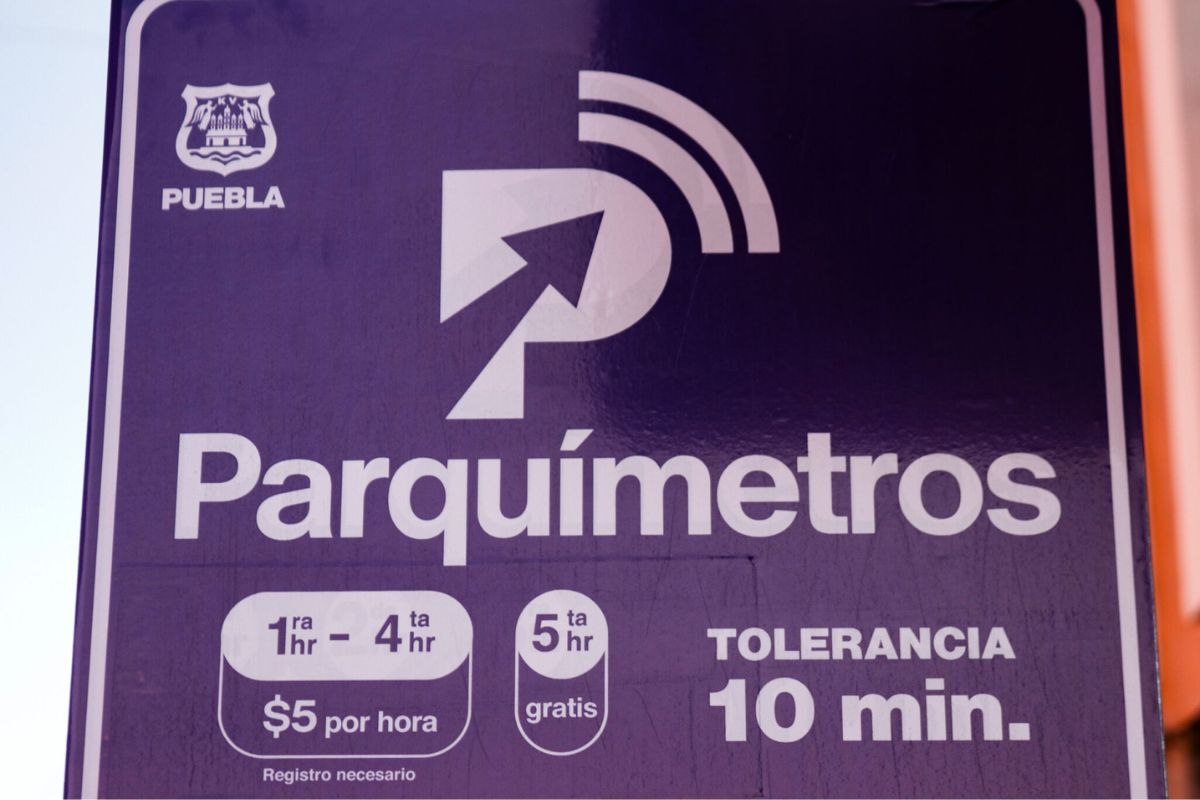 K V
PUEBLA
Parquímetros
1ra hr - 4ta hr
$5 por hora
Registro necesario
5ta hr
gratis
TOLERANCIA
10 min.